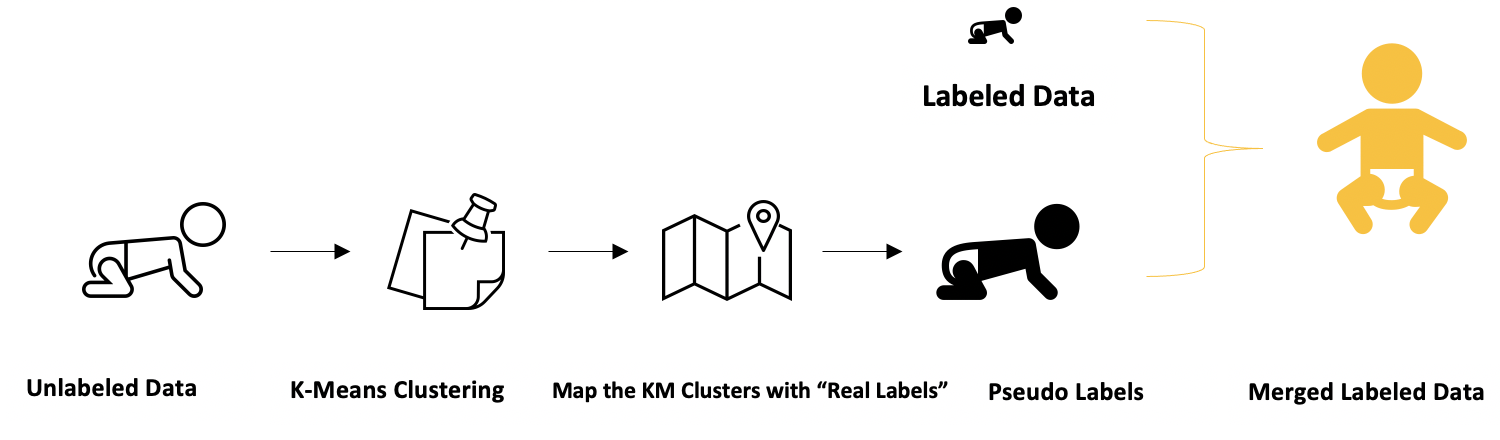 Labeled Data
Unlabeled Data
K-Means Clustering
Map the KM Clusters with “Real Labels”
Pseudo Labels
Merged Labeled Data